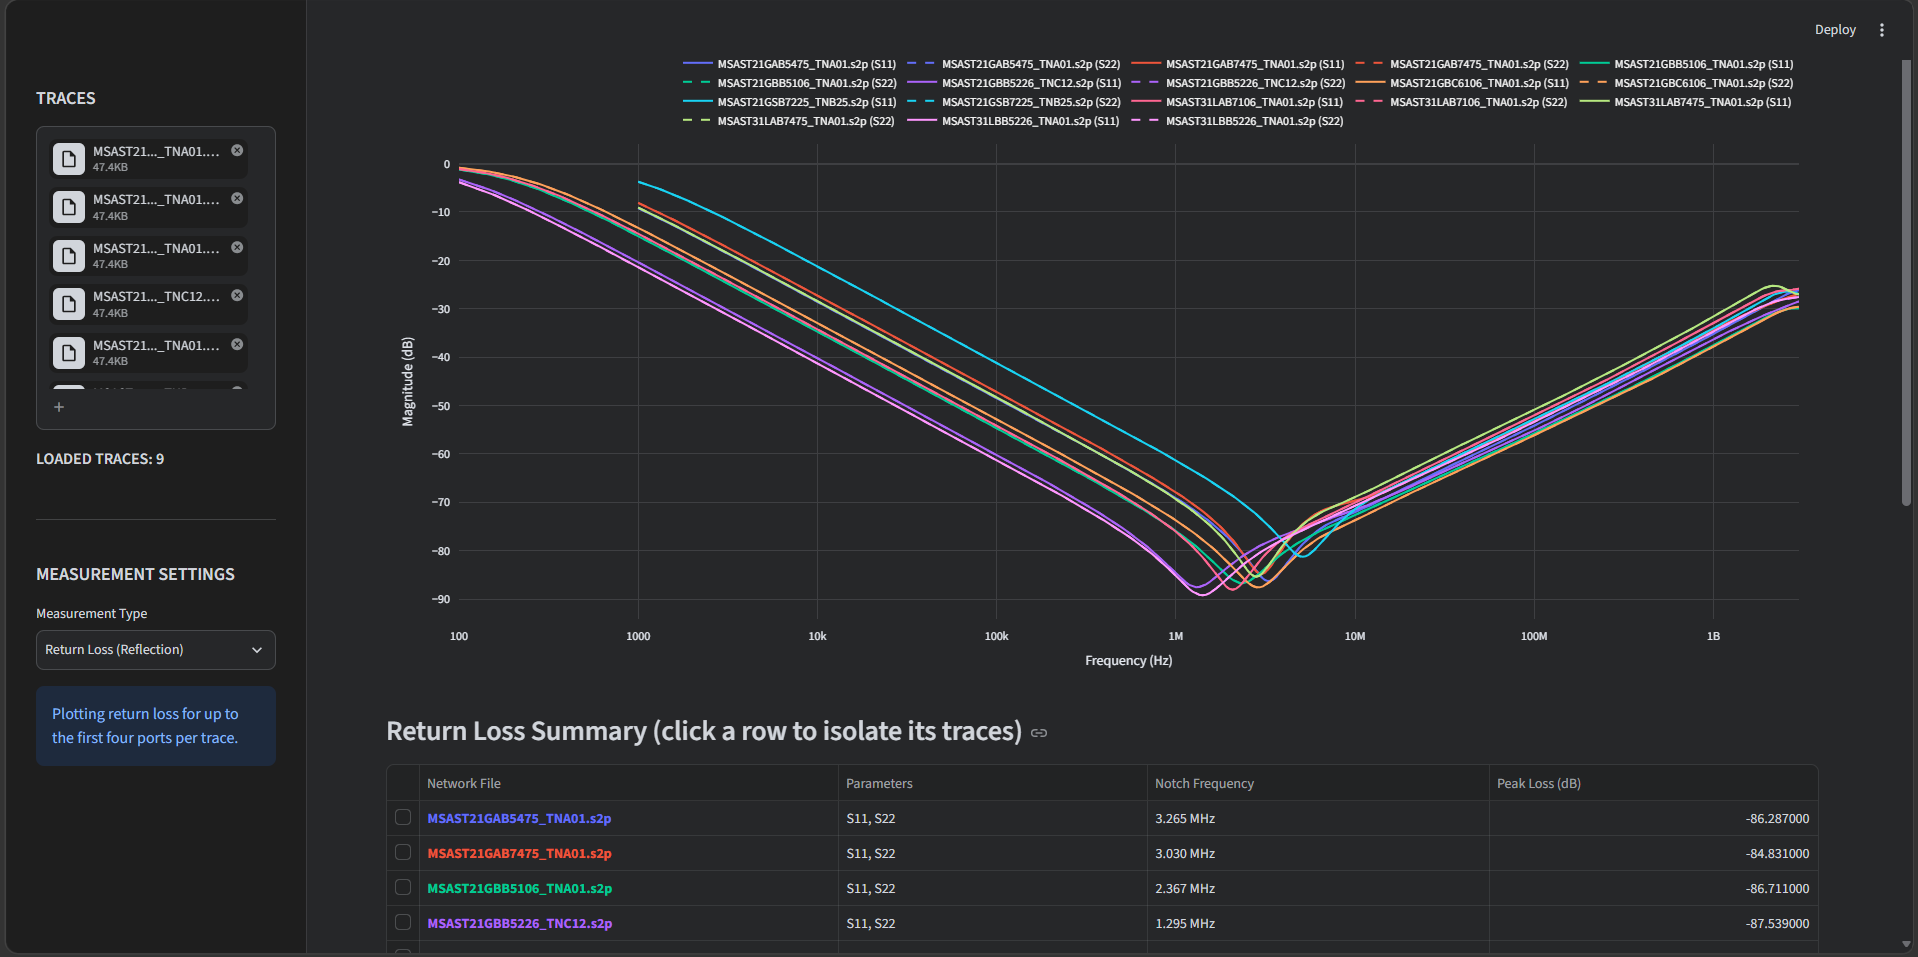 Deploy
TRACES
MSAST21..._TNA01....
47.4KB
MSAST21..._TNA01....
47.4KB
MSAST21..._TNA01....
47.4KB
MSAST21..._TNC12....
47.4KB
MSAST21..._TNA01....
47.4KB
+
LOADED TRACES: 9
MEASUREMENT SETTINGS
Measurement Type
Return Loss (Reflection)
Plotting return loss for up to
the first four ports per trace.
MSAST21GAB5475_TNA01.s2p (S11) MSAST21GAB5475_TNA01.s2p (S22) MSAST21GAB7475_TNA01.s2p (S11) MSAST21GAB7475_TNA01.s2p (S22) MSAST21GBB5106_TNA01.s2p (S11)
MSAST21GBB5106_TNA01.s2p (S22) MSAST21GBB5226_TNC12.s2p (S11) MSAST21GBB5226_TNC12.s2p (S22) MSAST21GBC6106_TNA01.s2p (S11) MSAST21GBC6106_TNA01.s2p (S22)
MSAST21GSB7225_TNB25.s2p (S11) MSAST21GSB7225_TNB25.s2p (S22) MSAST31LAB7106_TNA01.s2p (S11) MSAST31LAB7106_TNA01.s2p (S22) MSAST31LAB7475_TNA01.s2p (S11)
MSAST31LAB7475_TNA01.s2p (S22) MSAST31LBB5226_TNA01.s2p (S11) MSAST31LBB5226_TNA01.s2p (S22)
Magnitude (dB)
0
−10
−20
−30
−40
−50
−60
−70
−80
−90
100 1000 10k 100k 1M 10M 100M 1B
Frequency (Hz)
Return Loss Summary (click a row to isolate its traces)
Network File Parameters Notch Frequency Peak Loss (dB)
MSAST21GAB5475_TNA01.s2p S11, S22 3.265 MHz -86.287000
MSAST21GAB7475_TNA01.s2p S11, S22 3.030 MHz -84.831000
MSAST21GBB5106_TNA01.s2p S11, S22 2.367 MHz -86.711000
MSAST21GBB5226_TNC12.s2p S11, S22 1.295 MHz -87.539000